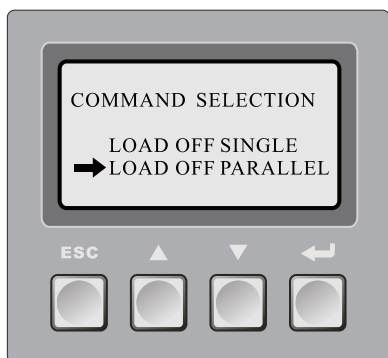 COMMAND SELECTION
LOAD OFF SINGLE
LOAD OFF PARALLEL
ESC